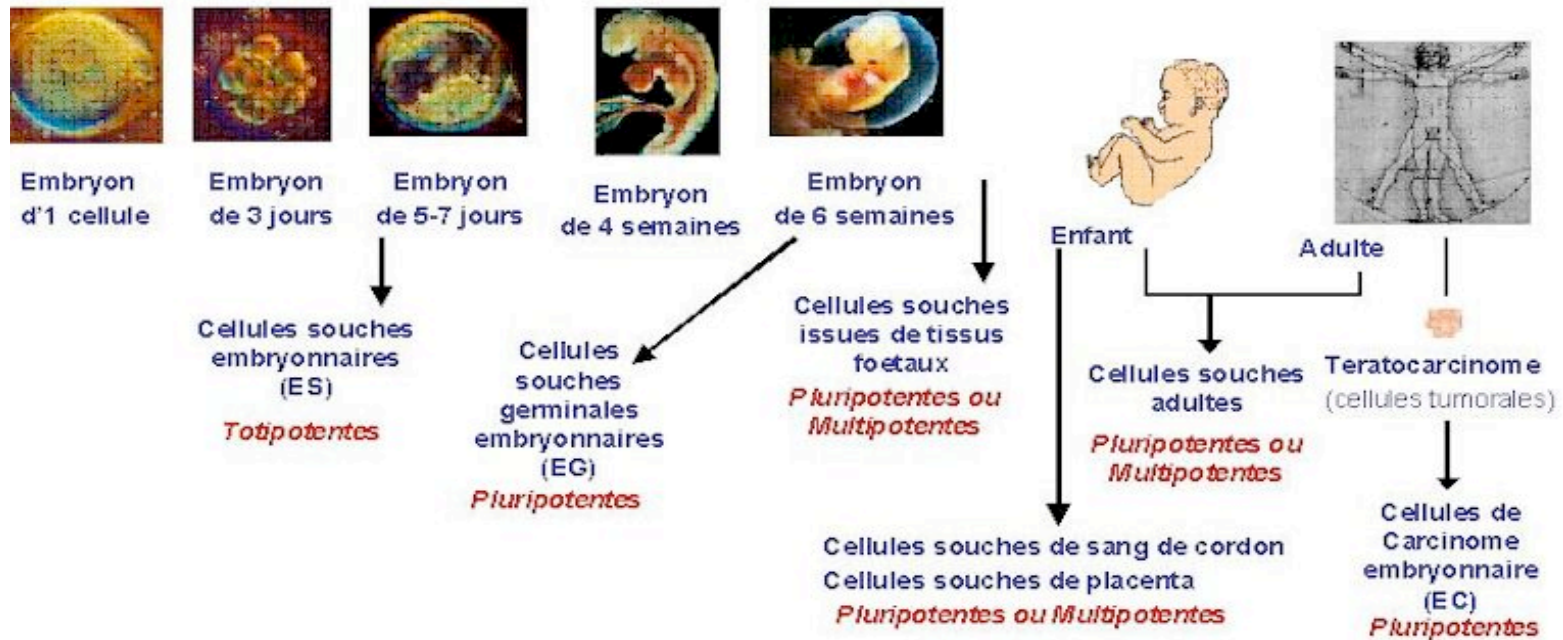 Embryon
d'1 cellule
Embryon
de 3 jours
Embryon
de 5-7 jours
Embryon
de 4 semaines
Embryon
de 6 semaines
Enfant
Adulte
Cellules souches
embryonnaires
(ES)
Totipotentes
Cellules
souches
germinales
embryonnaires
(EG)
Pluripotentes
Cellules souches
issues de tissus
foetaux
Pluripotentes ou
Multipotentes
Cellules souches
adultes
Pluripotentes ou
Multipotentes
Teratocarcinome
(cellules tumorales)
Cellules souches de sang de cordon
Cellules souches de placenta
Pluripotentes ou Multipotentes
Cellules de
Carcinome
embryonnaire
(EC)
Pluripotentes